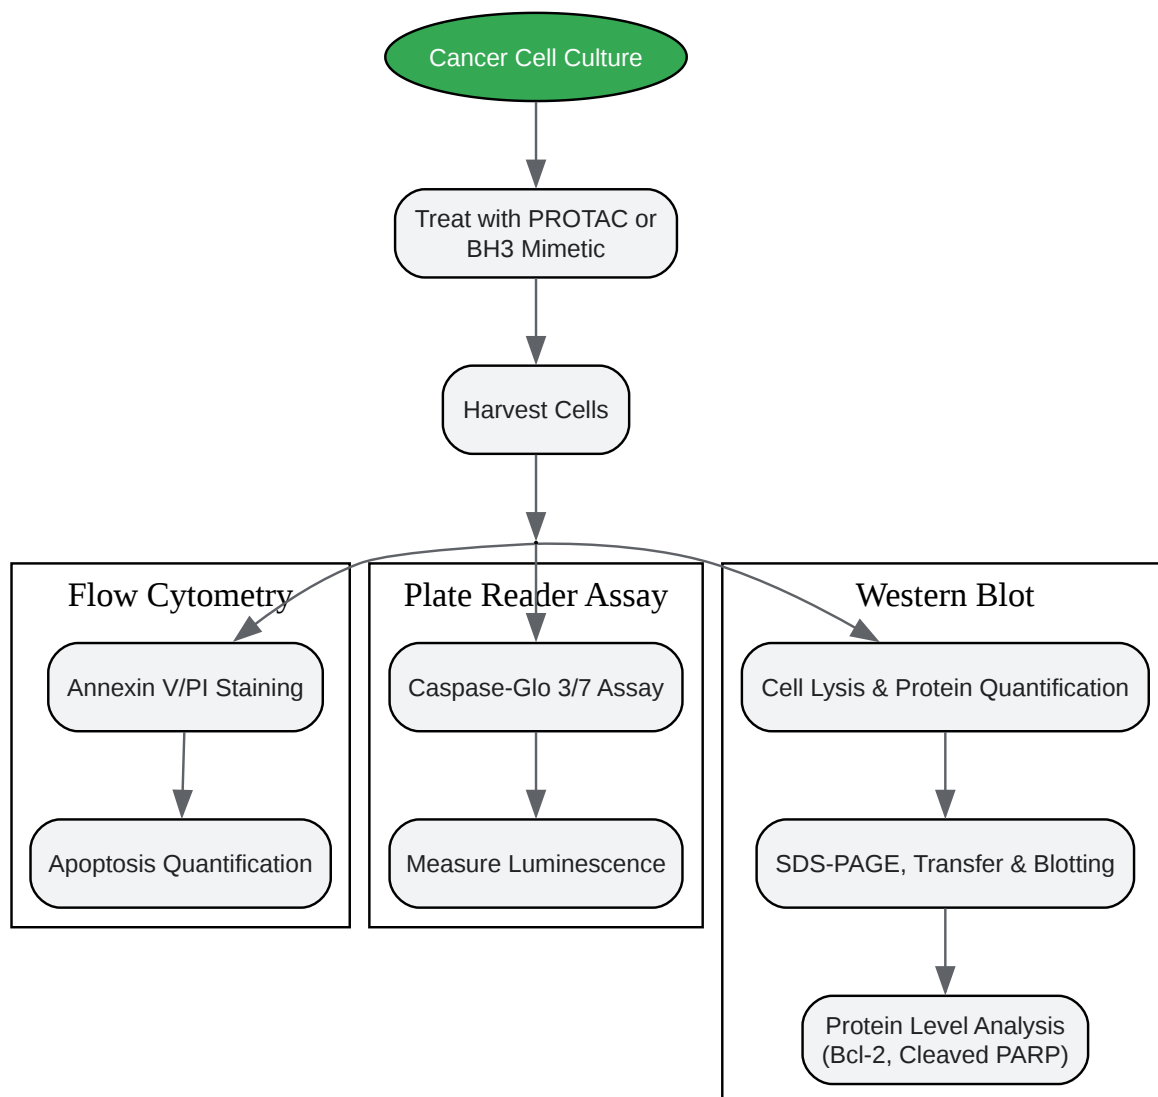 Cancer Cell Culture
Treat with PROTAC or
BH3 Mimetic
Harvest Cells
Flow Cytometry
Annexin V/PI Staining
Apoptosis Quantification
Plate Reader Assay
Caspase-Glo 3/7 Assay
Measure Luminescence
Western Blot
Cell Lysis & Protein Quantification
SDS-PAGE, Transfer & Blotting
Protein Level Analysis
(Bcl-2, Cleaved PARP)